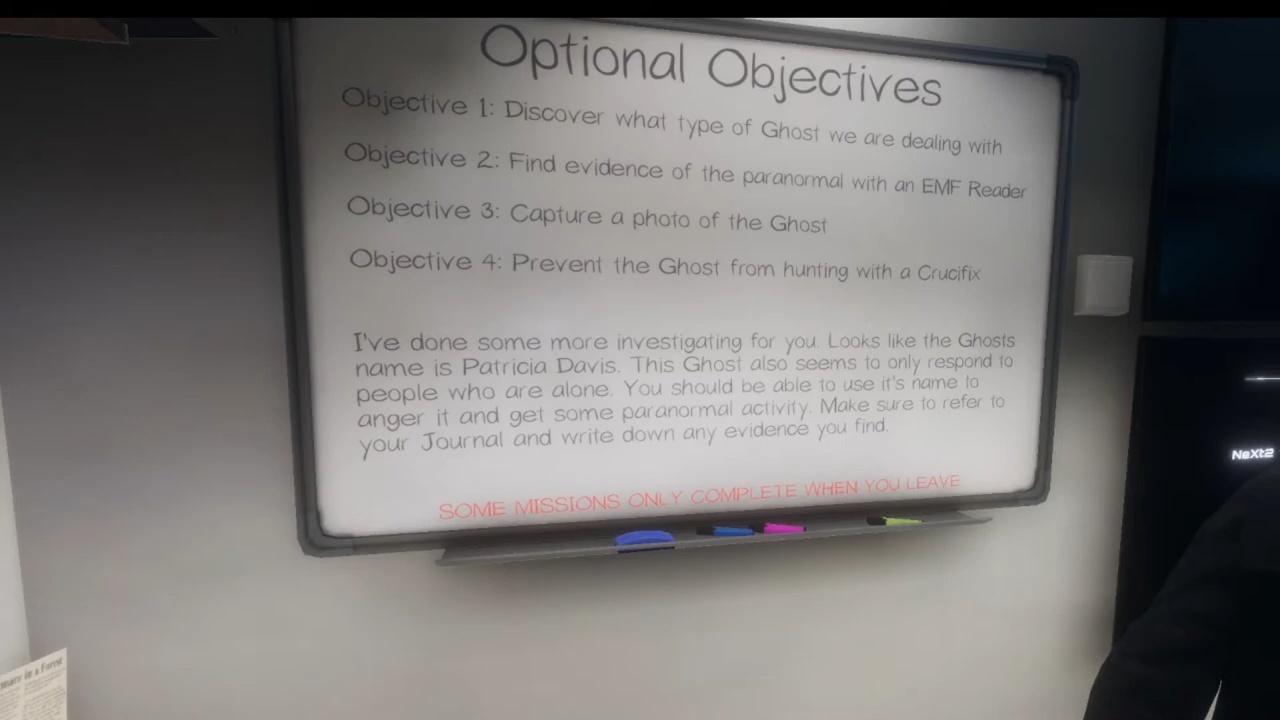 Optional Objectives
Objective 1: Discover what type of Ghost we are dealing with
Objective 2: Find evidence of the paranormal with an EMF Reader
Objective 3: Capture a photo of the Ghost
Objective 4: Prevent the Ghost from hunting with a Crucifix
I've done some more investigating for you. Looks like the Ghosts
name is Patricia Davis. This Ghost also seems to only respond to
people who are alone. You should be able to use it's name to
anger it and get some paranormal activity. Make sure to refer to
your Journal and write down any evidence you find.
SOME MISSIONS ONLY COMPLETE WHEN YOU LEAVE
NeXt2
in a Forest